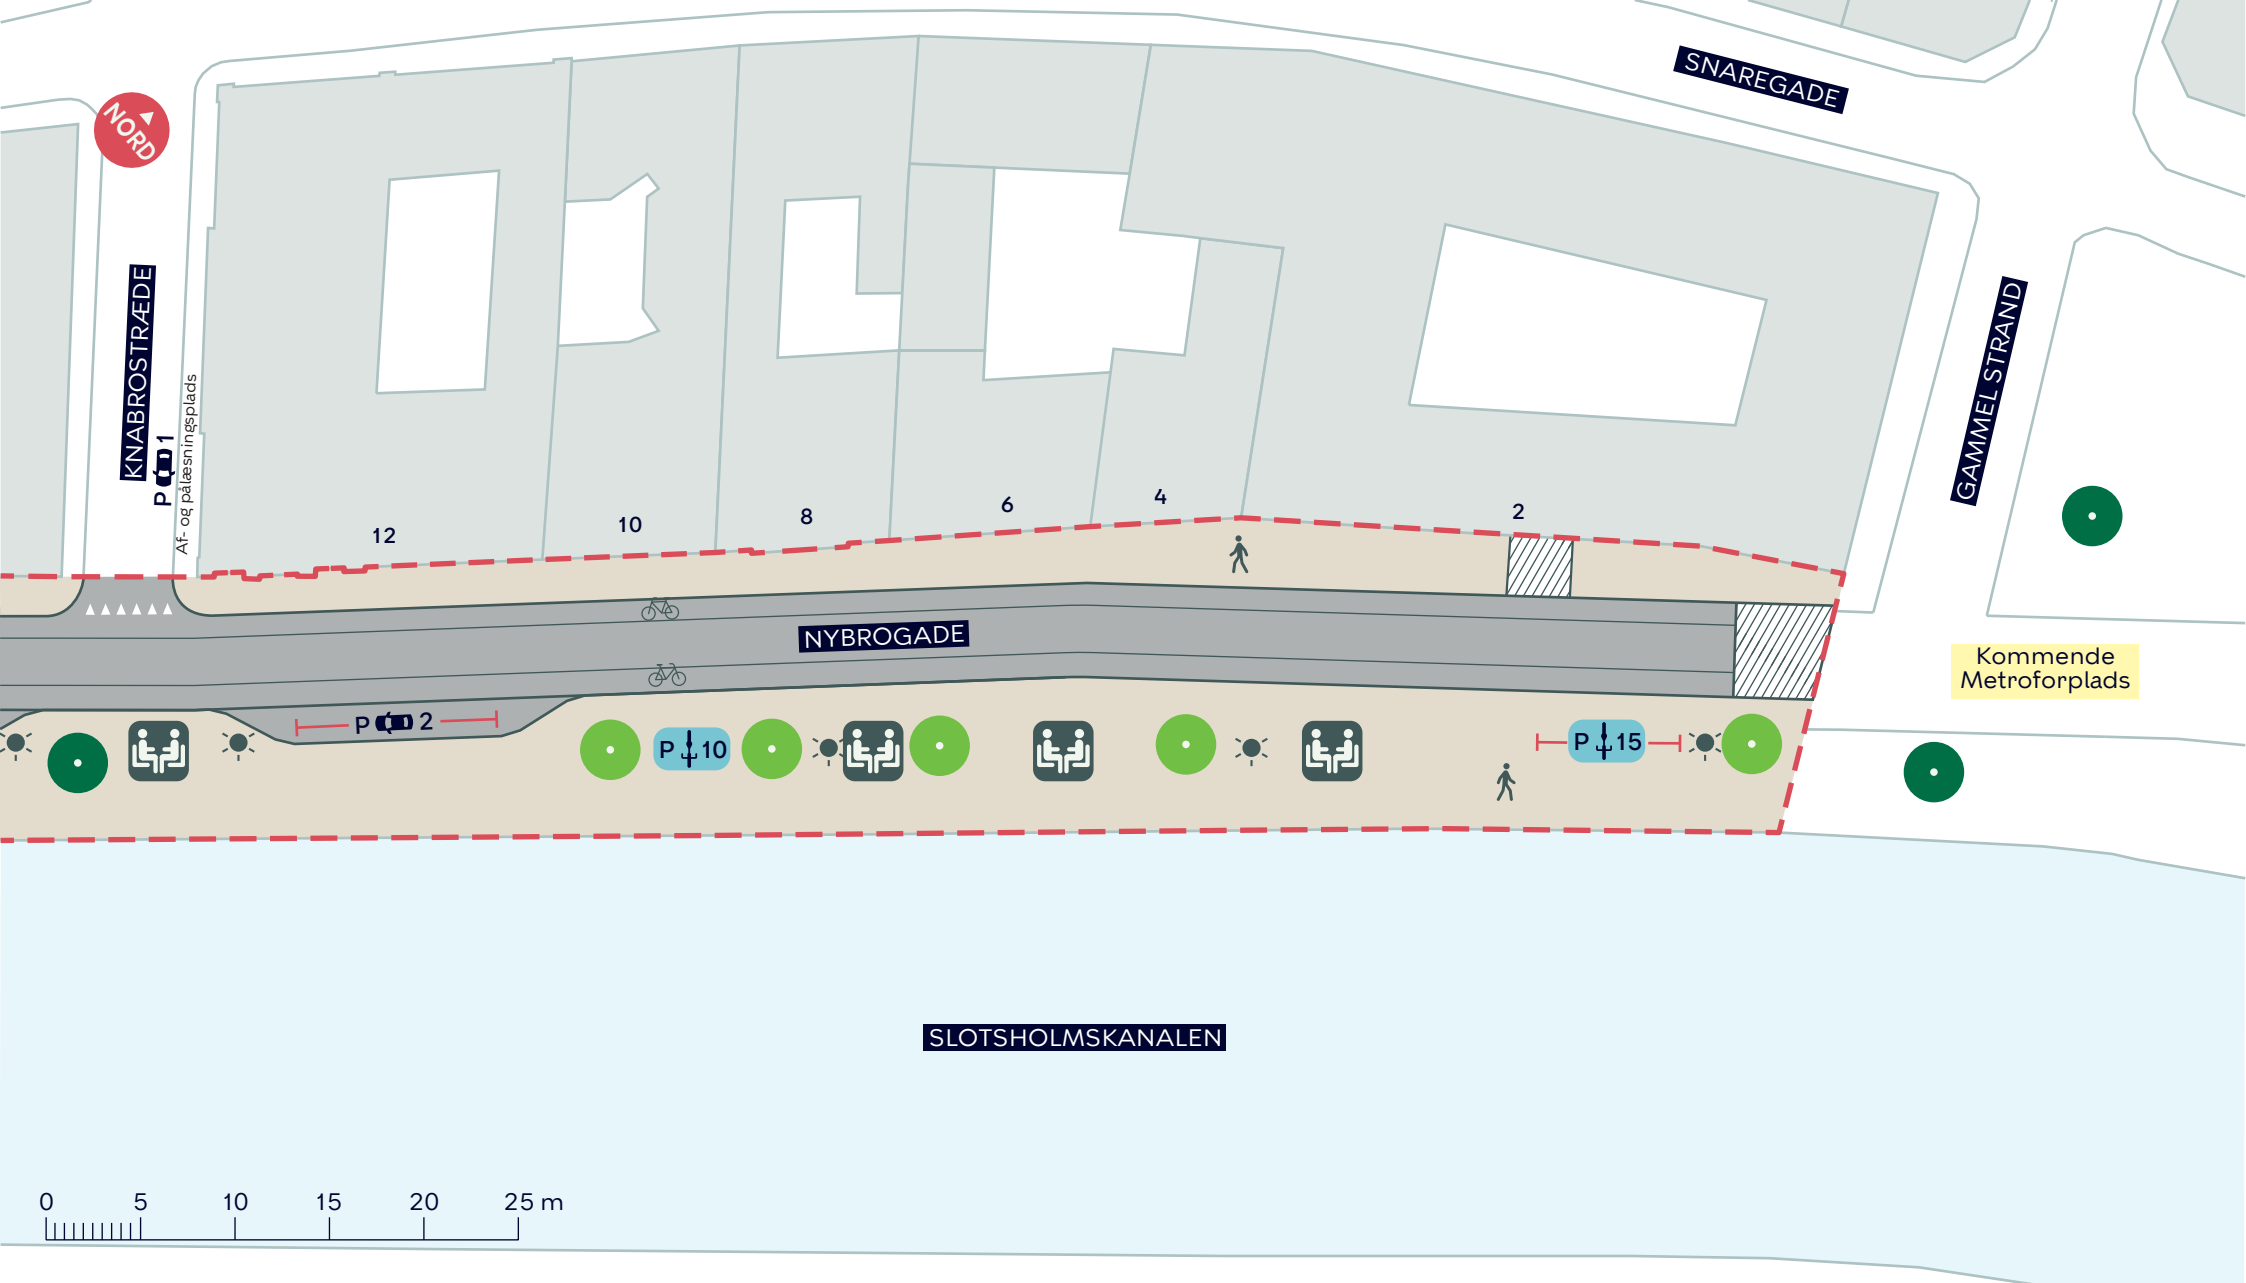 SNAREGADE
NORD
KNABROSTRÆDE
P 1
Af- og pålæsningsplads
GAMMEL STRAND
12
10
8
6
4
2
NYBROGADE
Kommende
Metroforplads
P 2
P 10
P 15
SLOTSHOLMSKANALEN
0 5 10 15 20 25 m